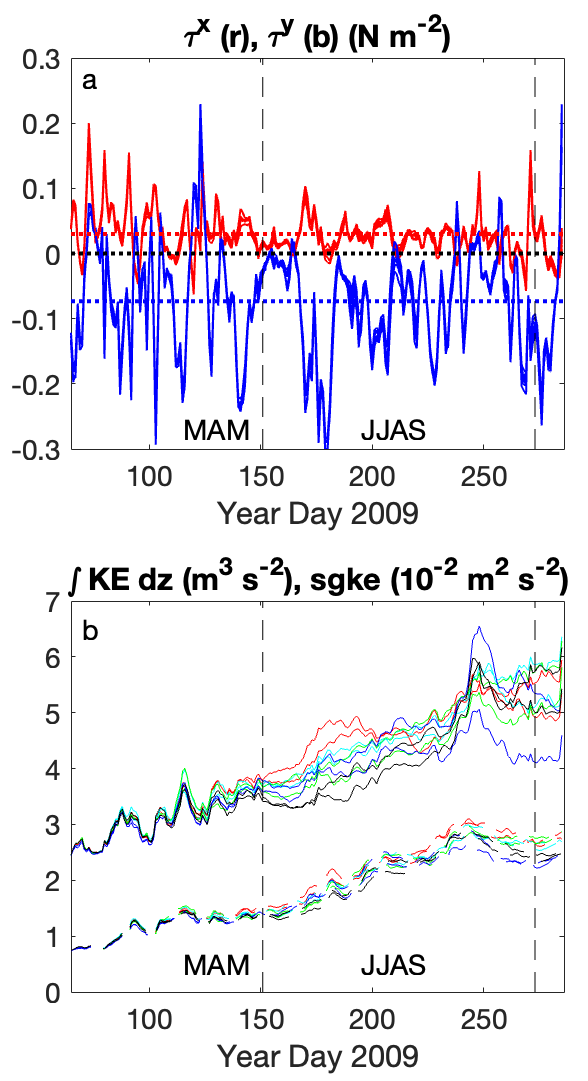 τˣ (r), τʸ (b) (N m⁻²)
0.3
a
0.2
0.1
0
-0.1
-0.2
MAM JJAS
-0.3
100 150 200 250
Year Day 2009
∫ KE dz (m³ s⁻²), sgke (10⁻² m² s⁻²)
7
b
6
5
4
3
2
1
MAM JJAS
0
100 150 200 250
Year Day 2009